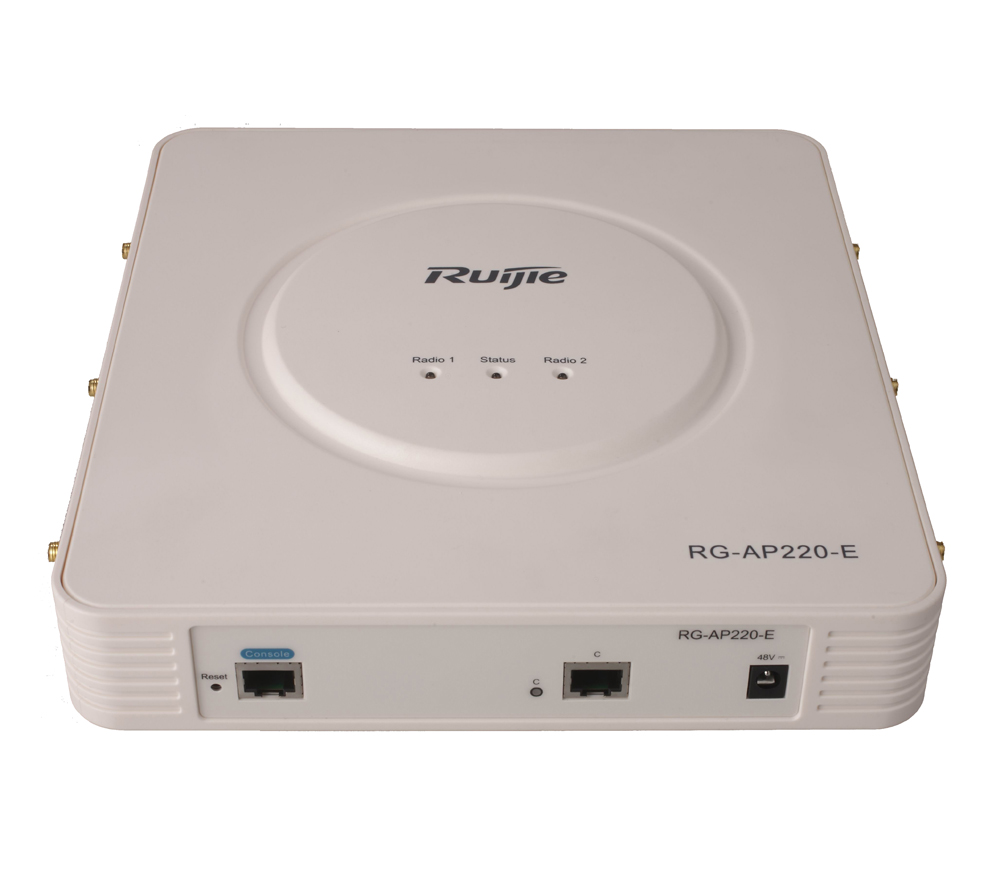 Ruijie
Radio 1 Status Radio 2
RG-AP220-E
RG-AP220-E
Console
Reset
C
C
48V ⎓